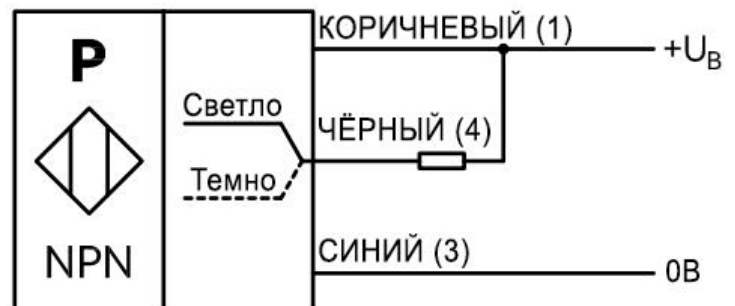 КОРИЧНЕВЫЙ (1)
+UB
P
Светло
ЧЁРНЫЙ (4)
Темно
NPN
СИНИЙ (3)
0В